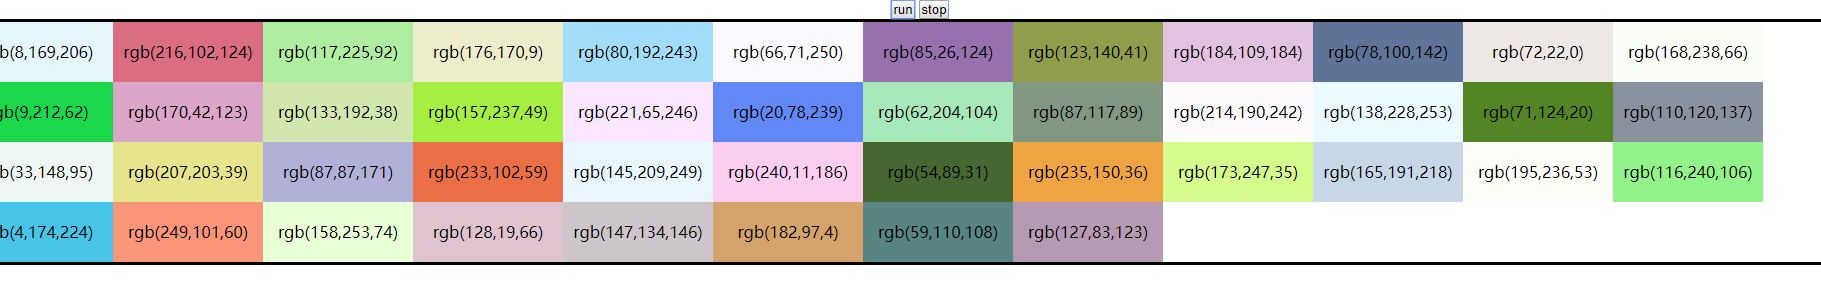 run stop
b(8,169,206) rgb(216,102,124) rgb(117,225,92) rgb(176,170,9) rgb(80,192,243) rgb(66,71,250) rgb(85,26,124) rgb(123,140,41) rgb(184,109,184) rgb(78,100,142) rgb(72,22,0) rgb(168,238,66)
gb(9,212,62) rgb(170,42,123) rgb(133,192,38) rgb(157,237,49) rgb(221,65,246) rgb(20,78,239) rgb(62,204,104) rgb(87,117,89) rgb(214,190,242) rgb(138,228,253) rgb(71,124,20) rgb(110,120,137)
b(33,148,95) rgb(207,203,39) rgb(87,87,171) rgb(233,102,59) rgb(145,209,249) rgb(240,11,186) rgb(54,89,31) rgb(235,150,36) rgb(173,247,35) rgb(165,191,218) rgb(195,236,53) rgb(116,240,106)
b(4,174,224) rgb(249,101,60) rgb(158,253,74) rgb(128,19,66) rgb(147,134,146) rgb(182,97,4) rgb(59,110,108) rgb(127,83,123)